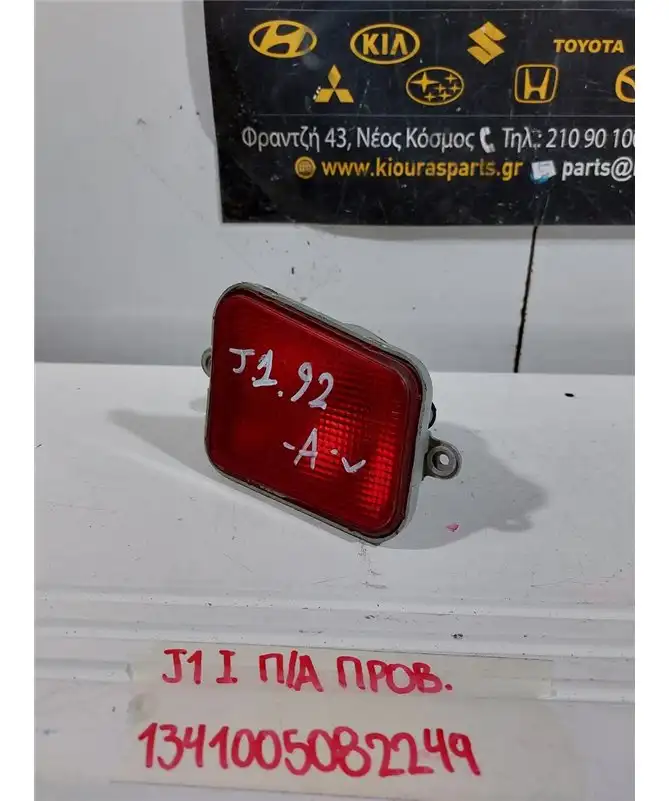 KIA
TOYOTA
SUBARU
Φραντζή 43, Νέος Κόσμος Τηλ.: 210 90 10
www.kiourasparts.gr parts@
J1.92
-A.ν
J1 I Π/Α ΠΡΟΒ.
1341005082249